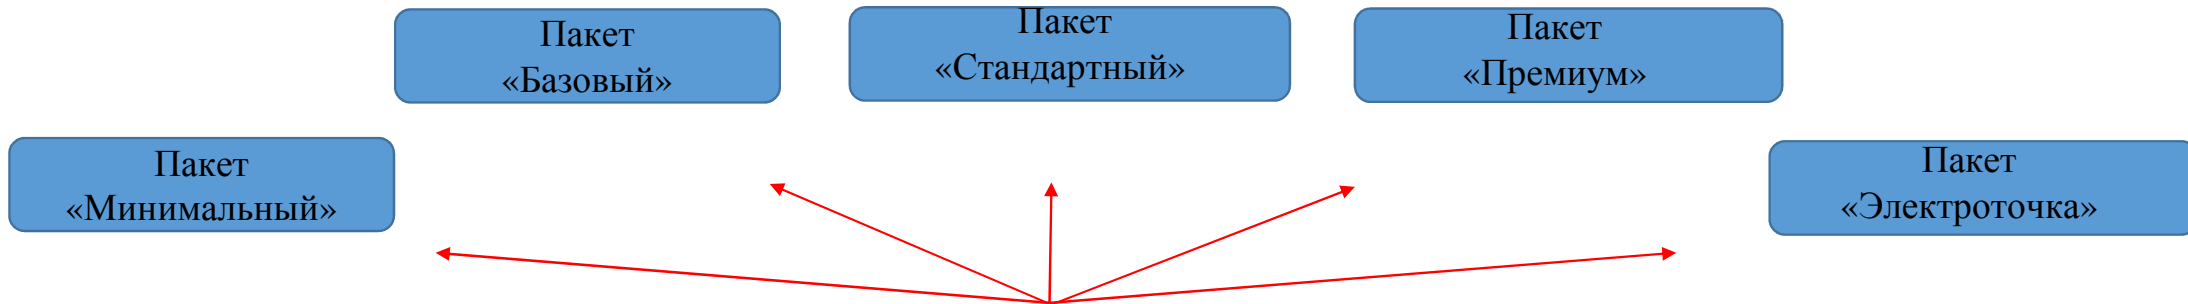 Пакет
«Минимальный»
Пакет
«Базовый»
Пакет
«Стандартный»
Пакет
«Премиум»
Пакет
«Электроточка»